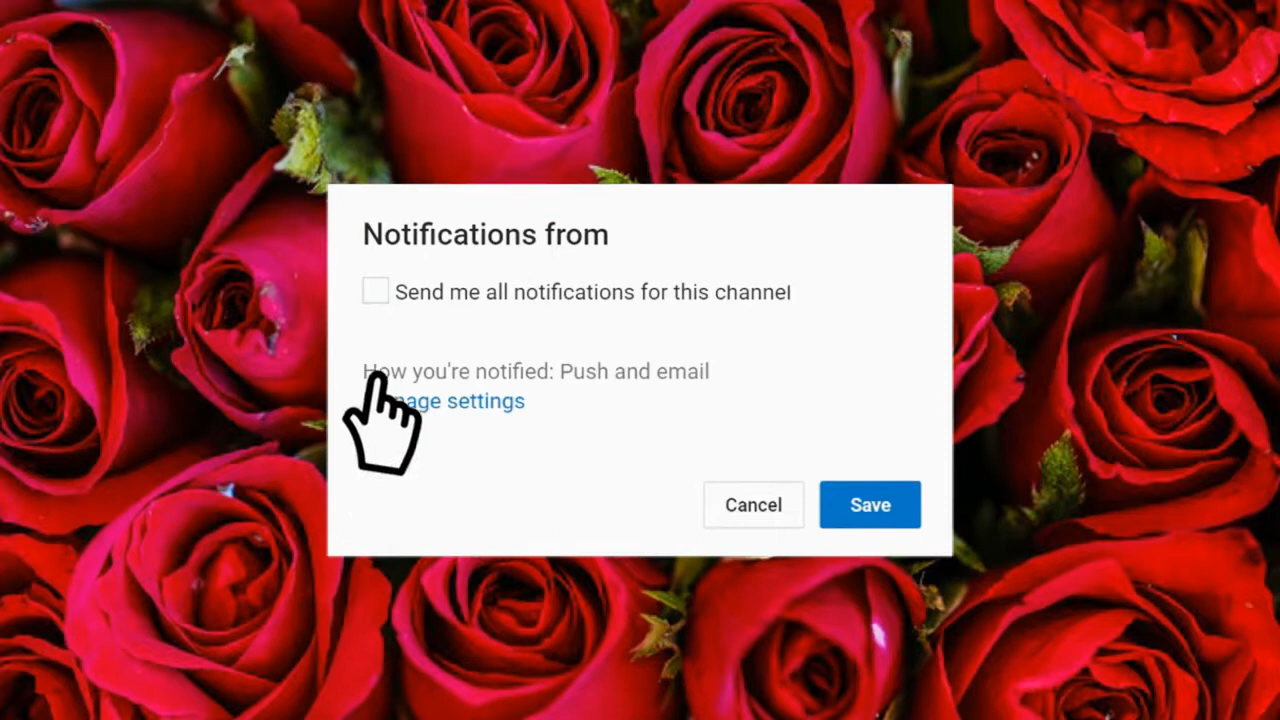 Notifications from
Send me all notifications for this channel
How you're notified: Push and email
nage settings
Cancel
Save